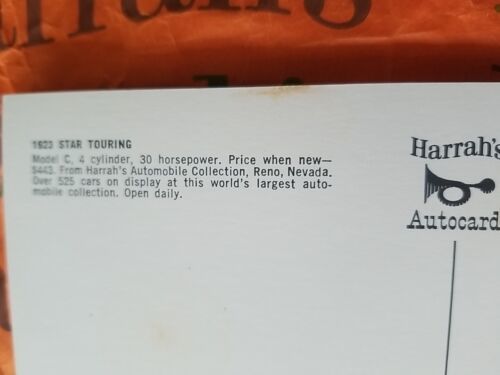 1923 STAR TOURING
Model C, 4 cylinder, 30 horsepower. Price when new—
$443. From Harrah's Automobile Collection, Reno, Nevada.
Over 525 cars on display at this world's largest auto-
mobile collection. Open daily.
Harrah's
Autocard